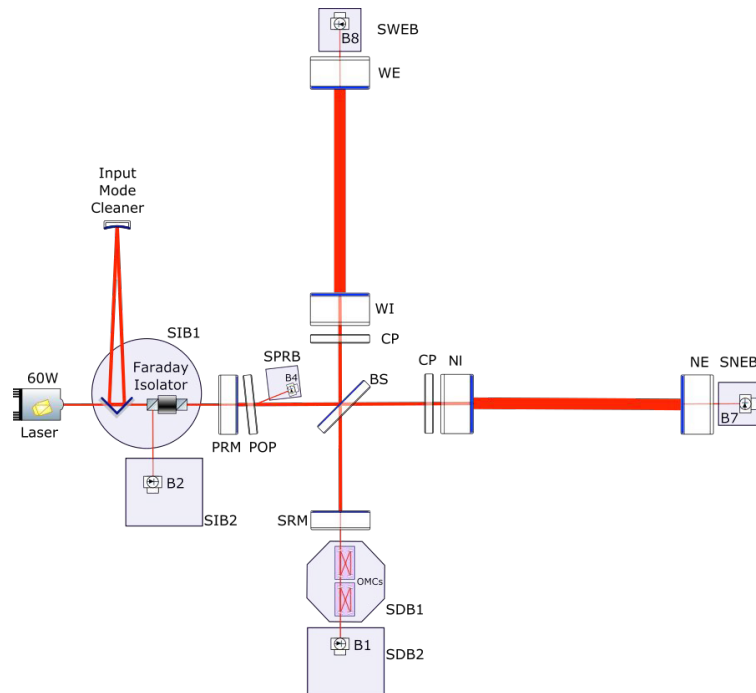 SWEB
B8
WE
Input
Mode
Cleaner
WI
SIB1
CP
SPRB
CP
NI
NE
SNEB
60W
Faraday
Isolator
B4
BS
B7
Laser
PRM
POP
B2
SIB2
SRM
OMCs
SDB1
B1
SDB2